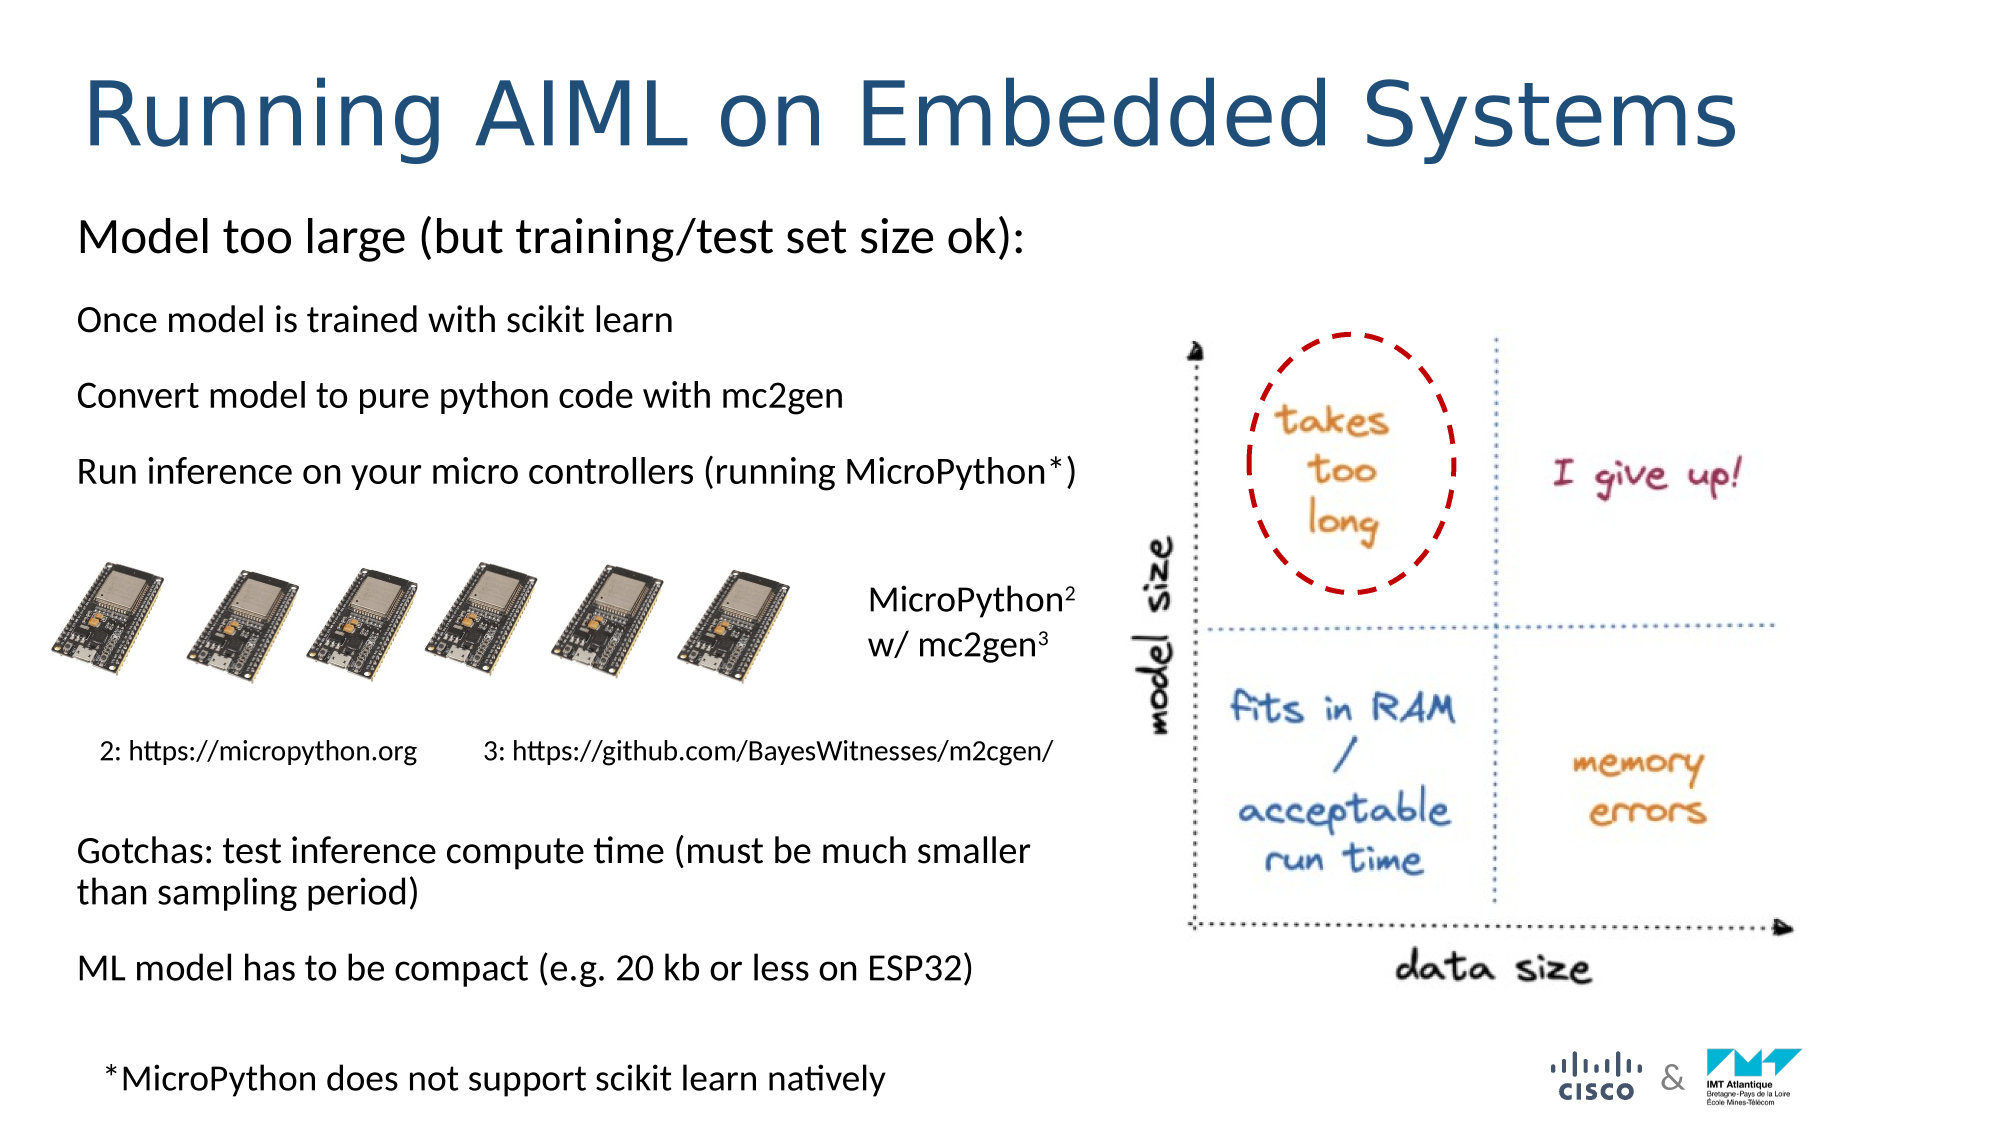 Running AIML on Embedded Systems
Model too large (but training/test set size ok):
Once model is trained with scikit learn
Convert model to pure python code with mc2gen
Run inference on your micro controllers (running MicroPython*)
MicroPython²
w/ mc2gen³
2: https://micropython.org
3: https://github.com/BayesWitnesses/m2cgen/
Gotchas: test inference compute time (must be much smaller
than sampling period)
ML model has to be compact (e.g. 20 kb or less on ESP32)
*MicroPython does not support scikit learn natively
model size
takes
too
long
I give up!
fits in RAM
/
acceptable
run time
memory
errors
data size
CISCO
&
IMT Atlantique
Bretagne-Pays de la Loire
École Mines-Télécom